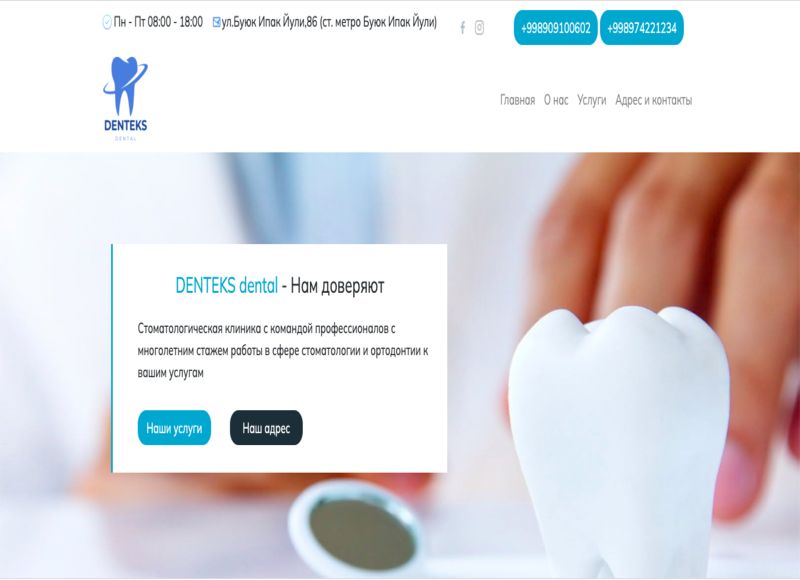 Пн - Пт 08:00 - 18:00
ул.Буюк Ипак Йули,86 (ст. метро Буюк Ипак Йули)
+998909100602
+998974221234
DENTEKS
DENTAL
Главная
О нас
Услуги
Адрес и контакты
DENTEKS dental - Нам доверяют
Стоматологическая клиника с командой профессионалов с
многолетним стажем работы в сфере стоматологии и ортодонтии к
вашим услугам
Наши услуги
Наш адрес